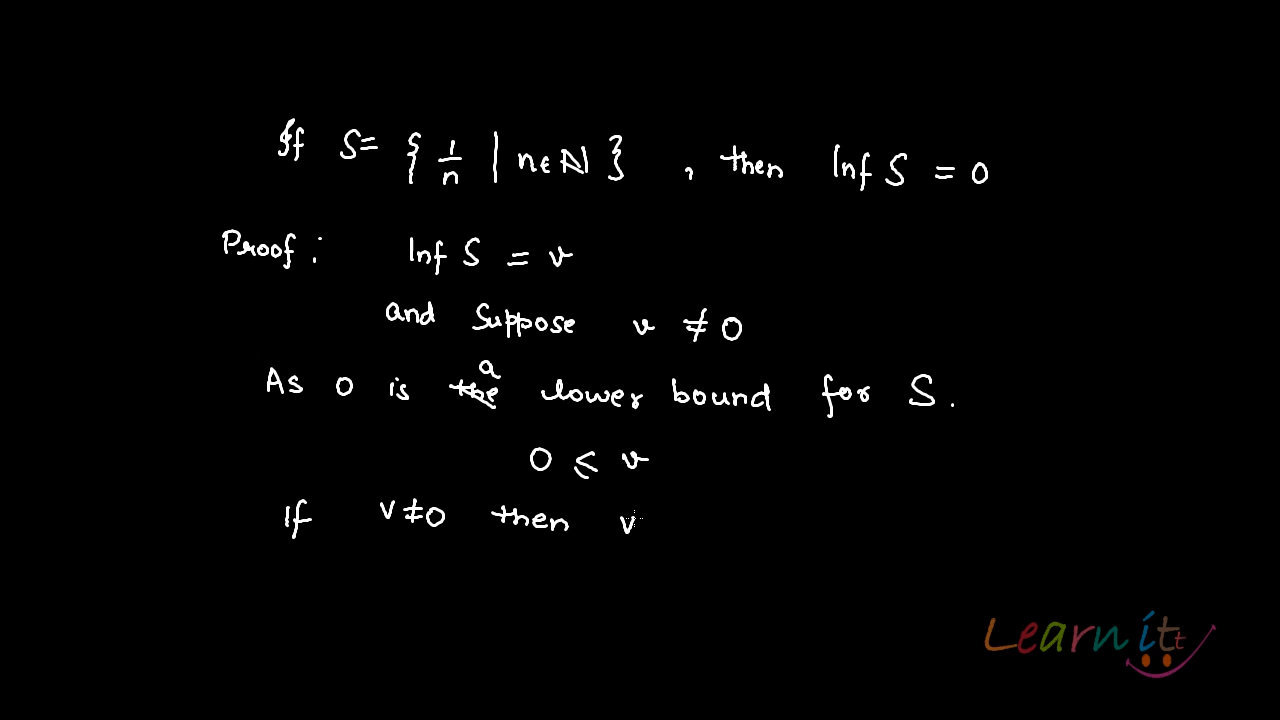 If S= { 1/n | n∈ℕ } , then Inf S = 0
Proof : Inf S = v
and Suppose v ≠ 0
a
As 0 is the lower bound for S.
0 ≤ v
If v≠0 then v
Learnitt